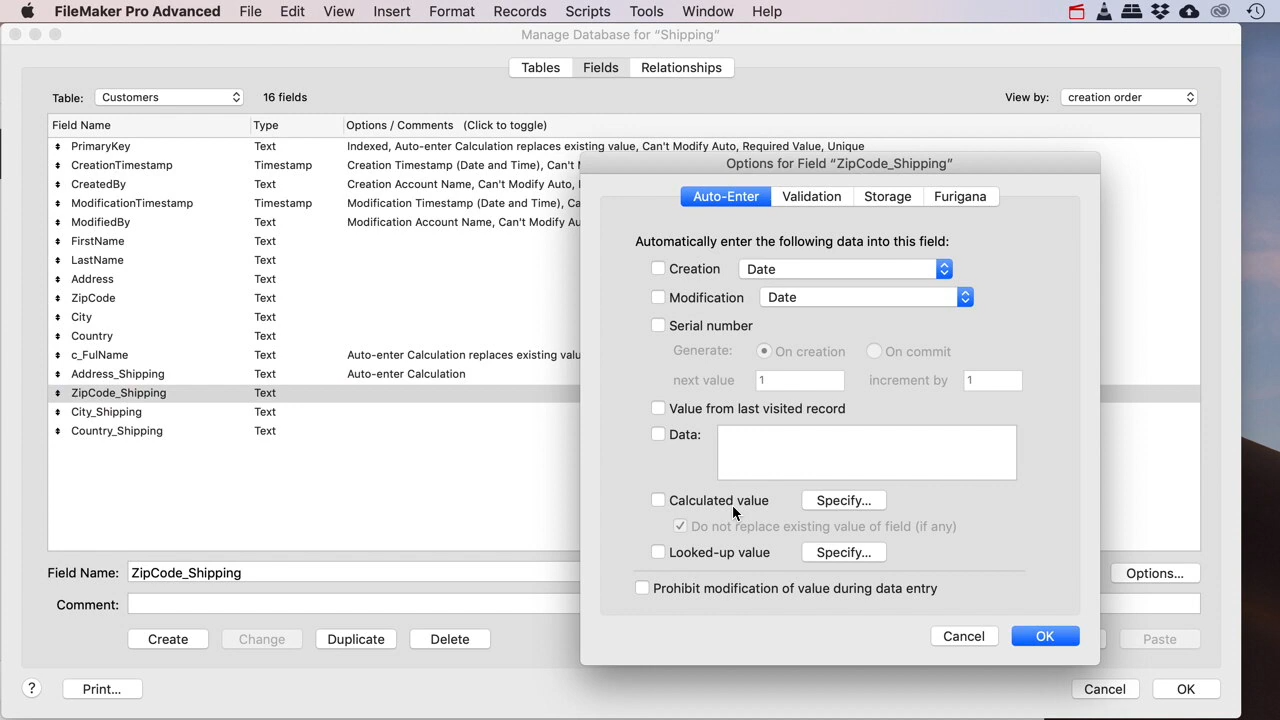 FileMaker Pro Advanced File Edit View Insert Format Records Scripts Tools Window Help
Manage Database for “Shipping”
Tables Fields Relationships
Table: Customers 16 fields View by: creation order
Field Name Type Options / Comments (Click to toggle)
PrimaryKey Text Indexed, Auto-enter Calculation replaces existing value, Can't Modify Auto, Required Value, Unique
CreationTimestamp Timestamp Creation Timestamp (Date and Time), Can't
CreatedBy Text Creation Account Name, Can't Modify Auto,
ModificationTimestamp Timestamp Modification Timestamp (Date and Time), Ca
ModifiedBy Text Modification Account Name, Can't Modify Au
FirstName Text
LastName Text
Address Text
ZipCode Text
City Text
Country Text
c_FulName Text Auto-enter Calculation replaces existing valu
Address_Shipping Text Auto-enter Calculation
ZipCode_Shipping Text
City_Shipping Text
Country_Shipping Text
Options for Field “ZipCode_Shipping”
Auto-Enter Validation Storage Furigana
Automatically enter the following data into this field:
Creation Date
Modification Date
Serial number
Generate: On creation On commit
next value 1 increment by 1
Value from last visited record
Data:
Calculated value Specify...
Do not replace existing value of field (if any)
Looked-up value Specify...
Prohibit modification of value during data entry
Cancel OK
Field Name: ZipCode_Shipping Options...
Comment:
Create Change Duplicate Delete Paste
? Print... Cancel OK